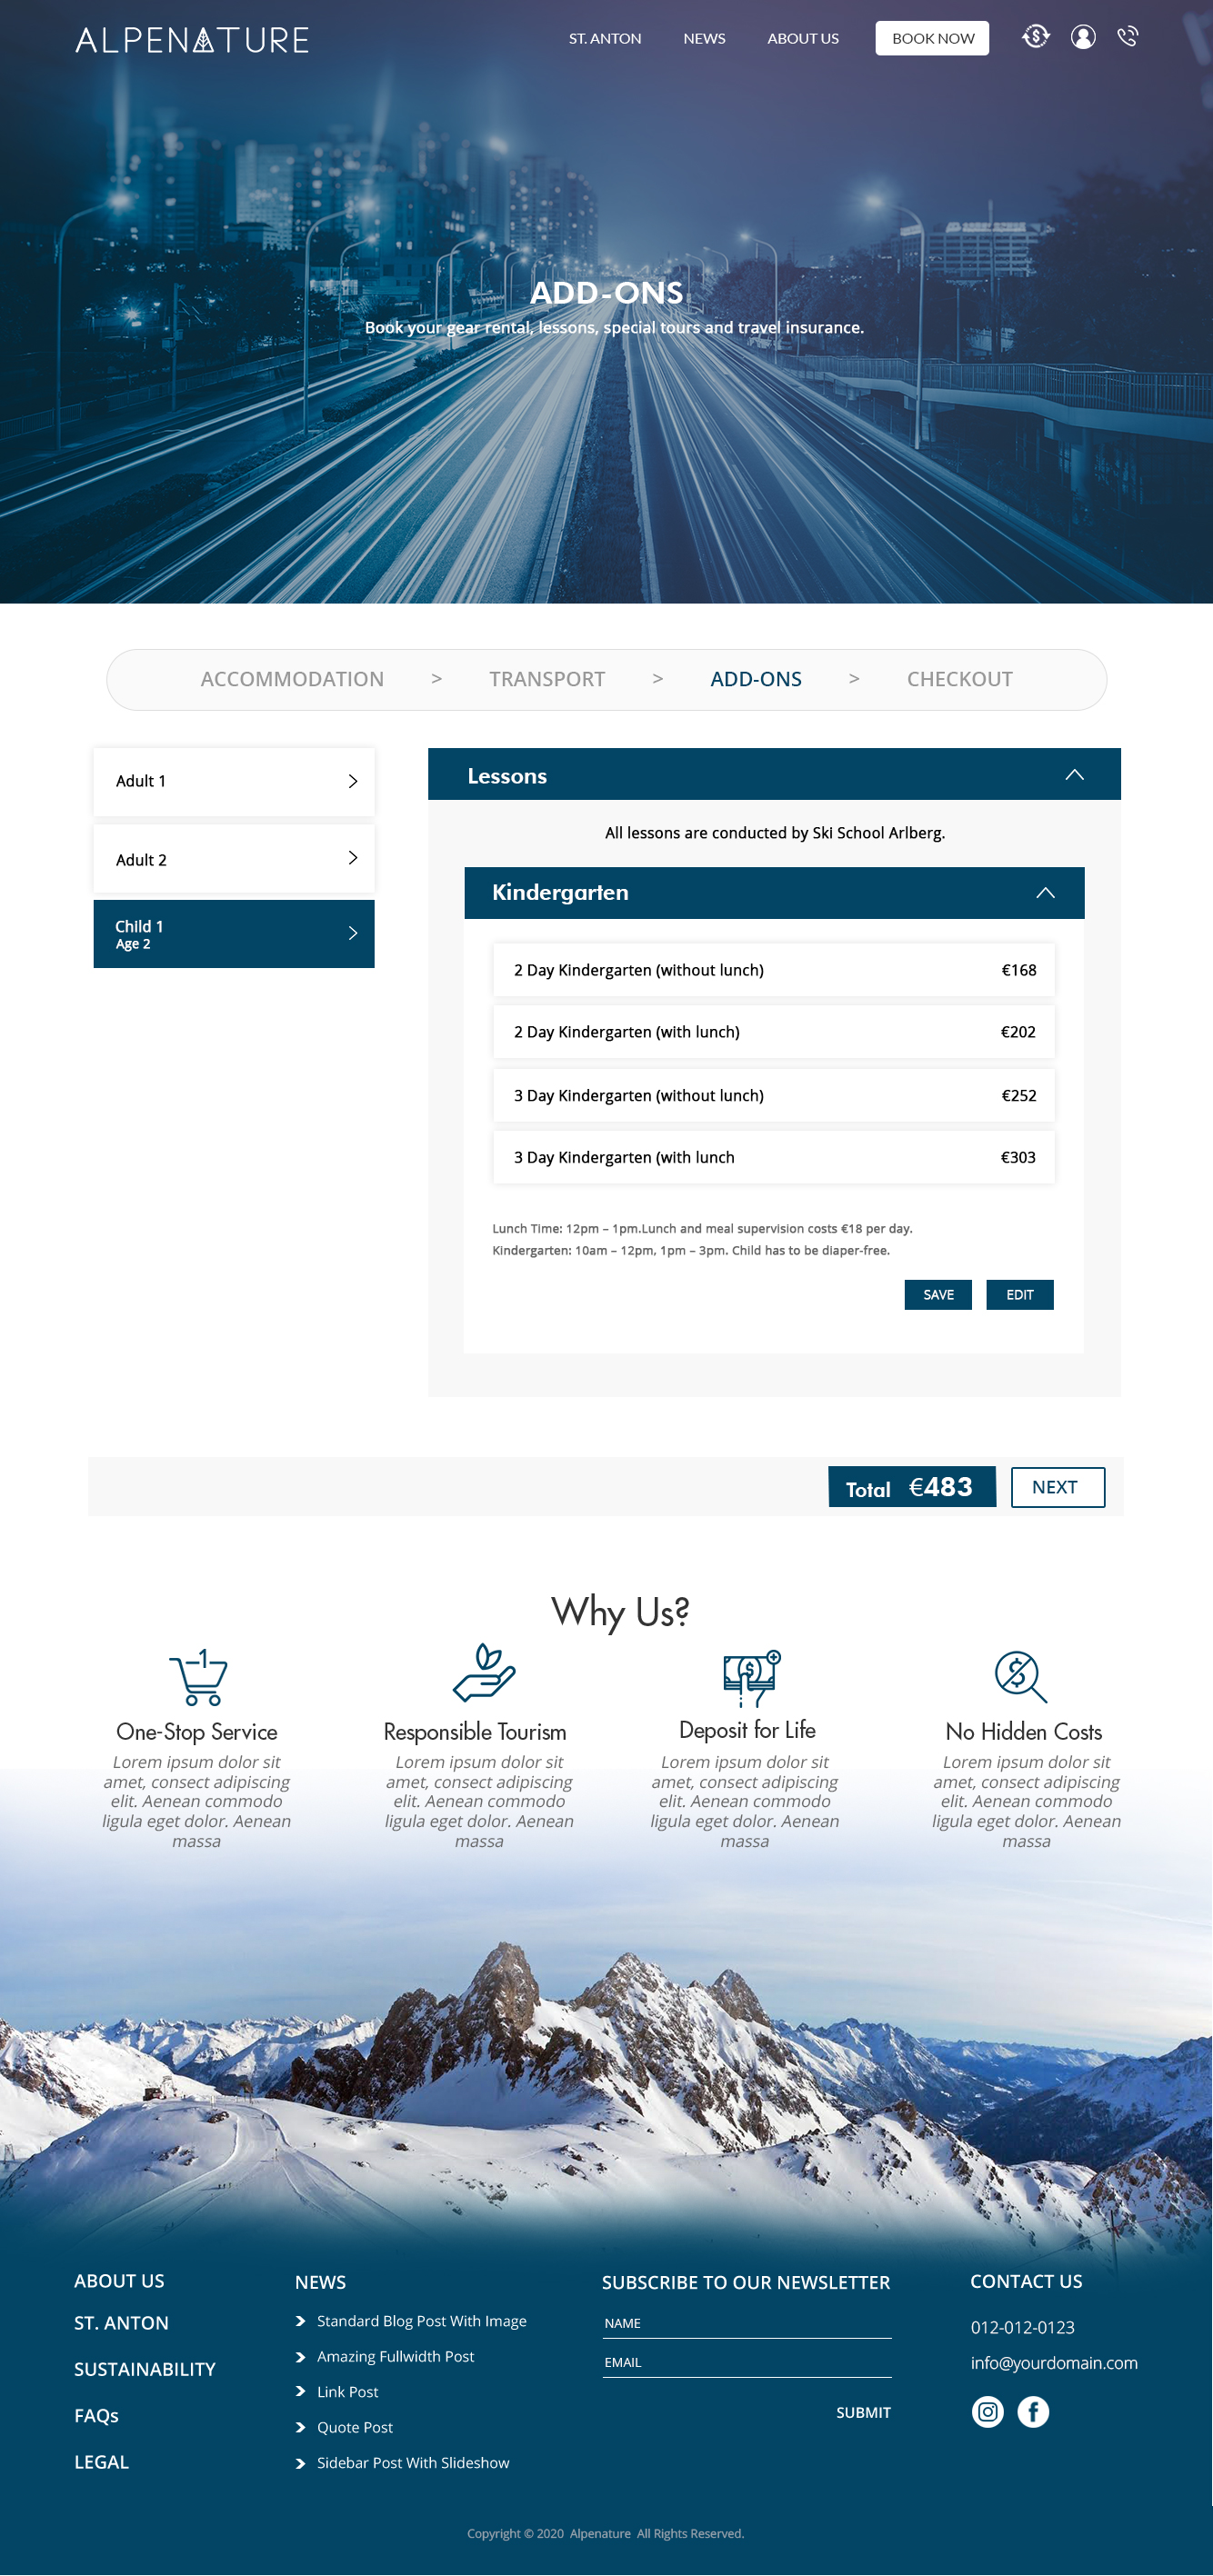 ALPENATURE
ST. ANTON NEWS ABOUT US BOOK NOW
ADD-ONS
Book your gear rental, lessons, special tours and travel insurance.
ACCOMMODATION > TRANSPORT > ADD-ONS > CHECKOUT
Adult 1
Adult 2
Child 1
Age 2
Lessons
All lessons are conducted by Ski School Arlberg.
Kindergarten
2 Day Kindergarten (without lunch) €168
2 Day Kindergarten (with lunch) €202
3 Day Kindergarten (without lunch) €252
3 Day Kindergarten (with lunch €303
Lunch Time: 12pm – 1pm.Lunch and meal supervision costs €18 per day.
Kindergarten: 10am – 12pm, 1pm – 3pm. Child has to be diaper-free.
SAVE EDIT
Total €483 NEXT
Why Us?
One-Stop Service
Lorem ipsum dolor sit
amet, consect adipiscing
elit. Aenean commodo
ligula eget dolor. Aenean
massa
Responsible Tourism
Lorem ipsum dolor sit
amet, consect adipiscing
elit. Aenean commodo
ligula eget dolor. Aenean
massa
Deposit for Life
Lorem ipsum dolor sit
amet, consect adipiscing
elit. Aenean commodo
ligula eget dolor. Aenean
massa
No Hidden Costs
Lorem ipsum dolor sit
amet, consect adipiscing
elit. Aenean commodo
ligula eget dolor. Aenean
massa
ABOUT US
ST. ANTON
SUSTAINABILITY
FAQs
LEGAL
NEWS
Standard Blog Post With Image
Amazing Fullwidth Post
Link Post
Quote Post
Sidebar Post With Slideshow
SUBSCRIBE TO OUR NEWSLETTER
NAME
EMAIL
SUBMIT
CONTACT US
012-012-0123
info@yourdomain.com
Copyright © 2020 Alpenature All Rights Reserved.